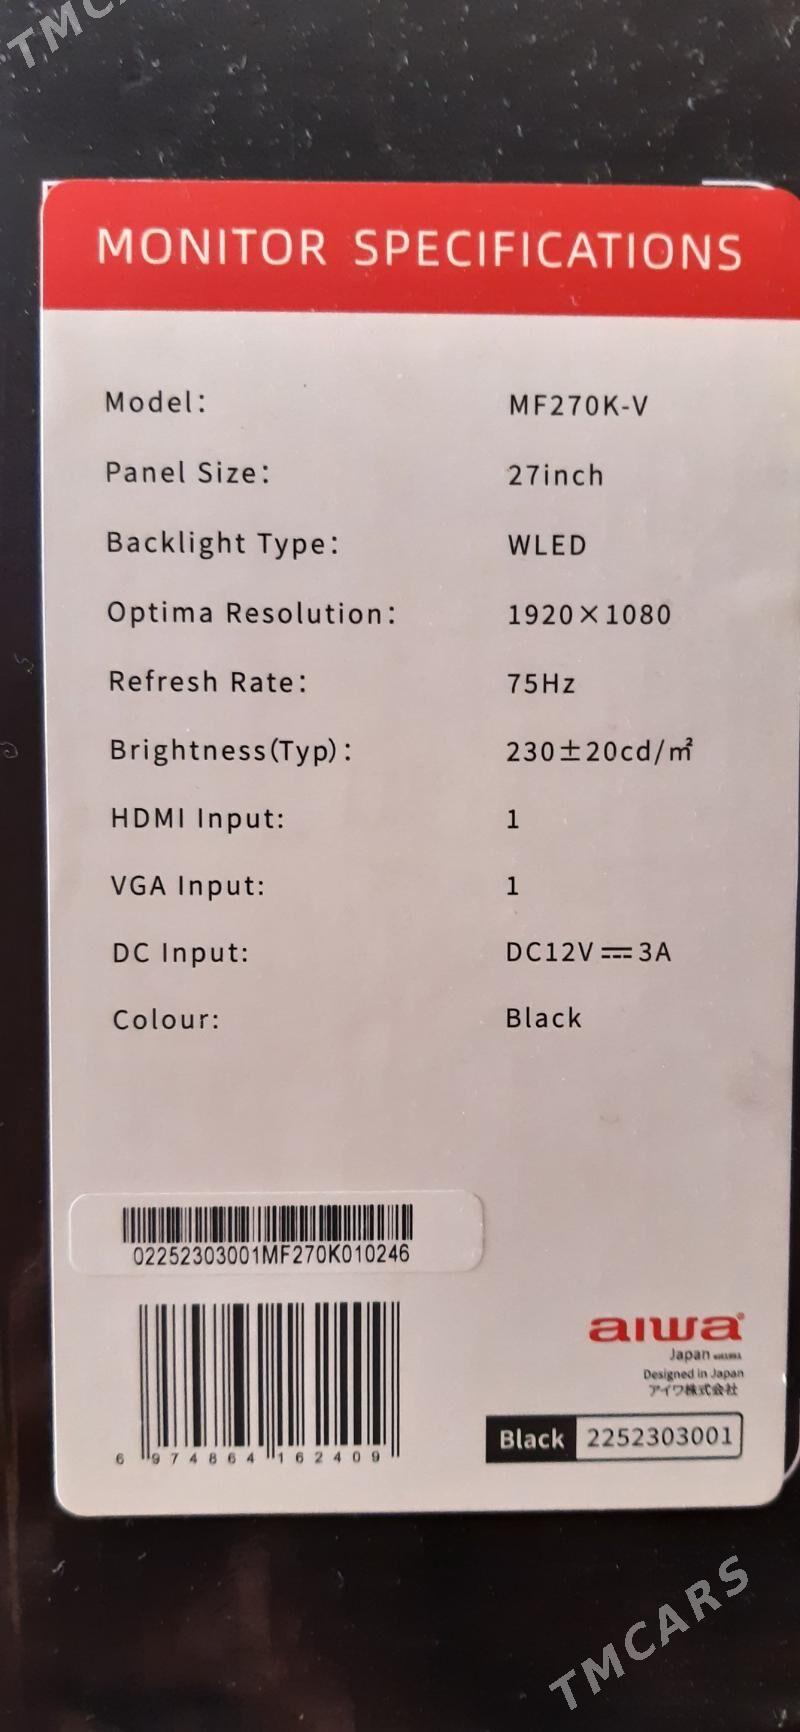 TMC
MONITOR SPECIFICATIONS
Model: MF270K-V
Panel Size: 27inch
Backlight Type: WLED
Optima Resolution: 1920×1080
Refresh Rate: 75Hz
Brightness(Typ): 230±20cd/㎡
HDMI Input: 1
VGA Input: 1
DC Input: DC12V⎓3A
Colour: Black
02252303001MF270K010246
aiwa®
Japan
Designed in Japan
アイワ株式会社
Black 2252303001
6 974864 162409
TMCARS